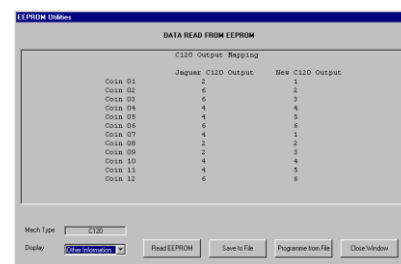 EEPROM Utilities
DATA READ FROM EEPROM
C120 Output Mapping
Jaguar C120 Output New C120 Output
Coin 01 2 1
Coin 02 6 2
Coin 03 6 3
Coin 04 4 4
Coin 05 4 5
Coin 06 6 6
Coin 07 4 1
Coin 08 2 2
Coin 09 2 3
Coin 10 4 4
Coin 11 4 5
Coin 12 6 6
Mech Type C120
Display Other Information Read EEPROM Save to File Programme from File Close Window